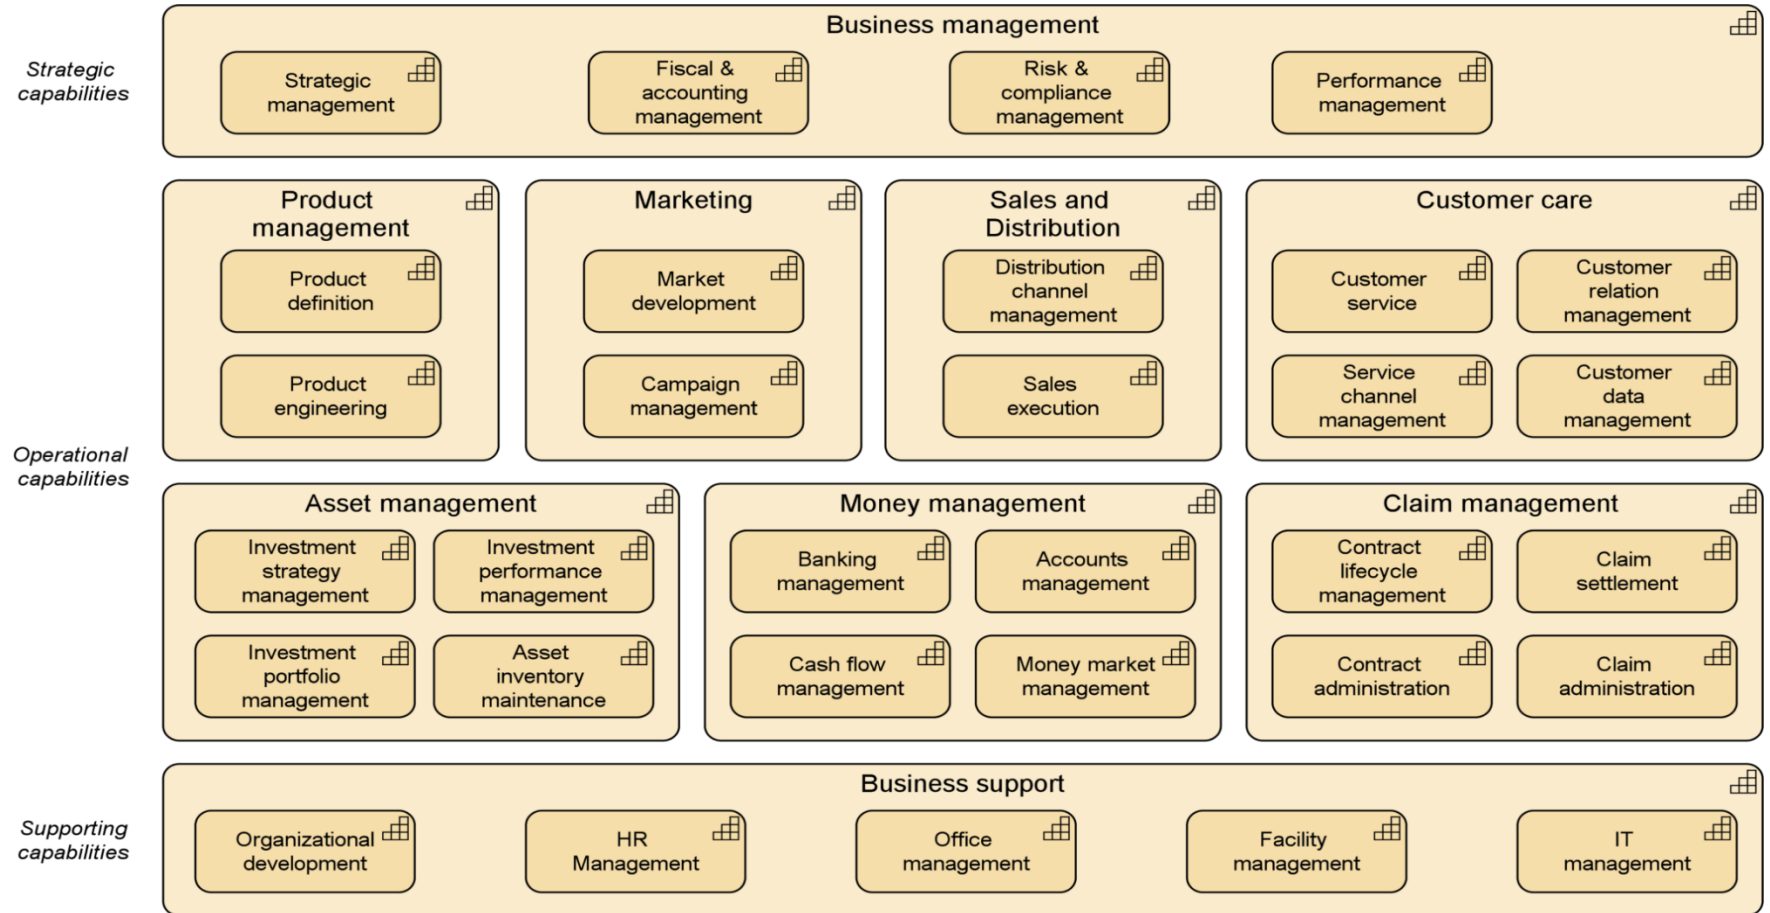 Business management
Strategic
capabilities
Strategic
management
Fiscal &
accounting
management
Risk &
compliance
management
Performance
management
Operational
capabilities
Product
management
Product
definition
Product
engineering
Marketing
Market
development
Campaign
management
Sales and
Distribution
Distribution
channel
management
Sales
execution
Customer care
Customer
service
Customer
relation
management
Service
channel
management
Customer
data
management
Asset management
Investment
strategy
management
Investment
performance
management
Investment
portfolio
management
Asset
inventory
maintenance
Money management
Banking
management
Accounts
management
Cash flow
management
Money market
management
Claim management
Contract
lifecycle
management
Claim
settlement
Contract
administration
Claim
administration
Business support
Supporting
capabilities
Organizational
development
HR
Management
Office
management
Facility
management
IT
management